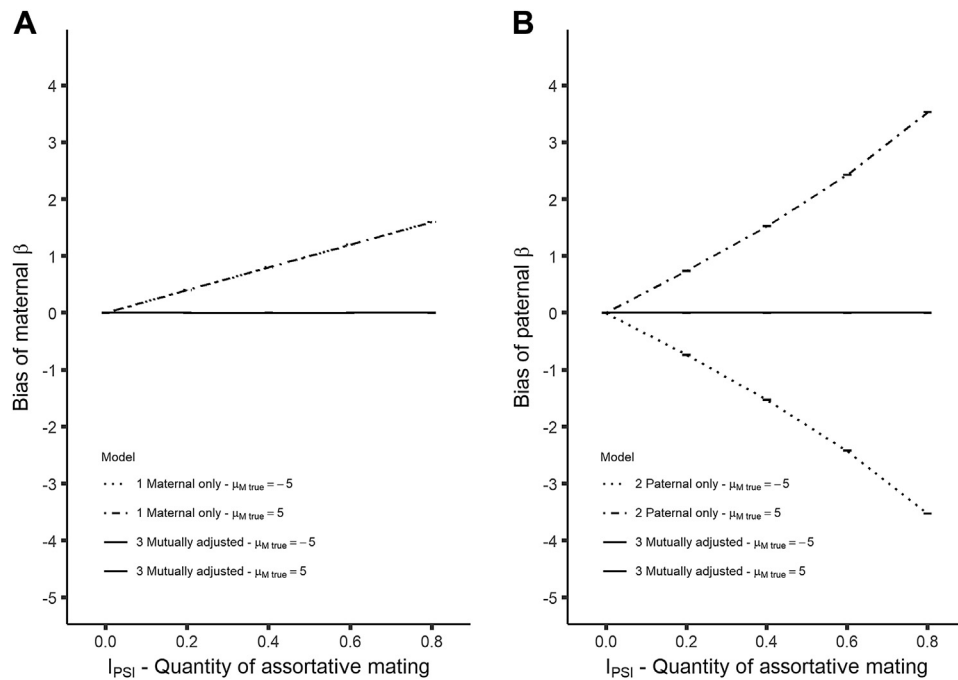 A
Bias of maternal β
4
3
2
1
0
-1
-2
-3
-4
-5
Model
1 Maternal only - μM true = −5
1 Maternal only - μM true = 5
3 Mutually adjusted - μM true = −5
3 Mutually adjusted - μM true = 5
0.0 0.2 0.4 0.6 0.8
IPSI - Quantity of assortative mating
B
Bias of paternal β
4
3
2
1
0
-1
-2
-3
-4
-5
Model
2 Paternal only - μM true = −5
2 Paternal only - μM true = 5
3 Mutually adjusted - μM true = −5
3 Mutually adjusted - μM true = 5
0.0 0.2 0.4 0.6 0.8
IPSI - Quantity of assortative mating